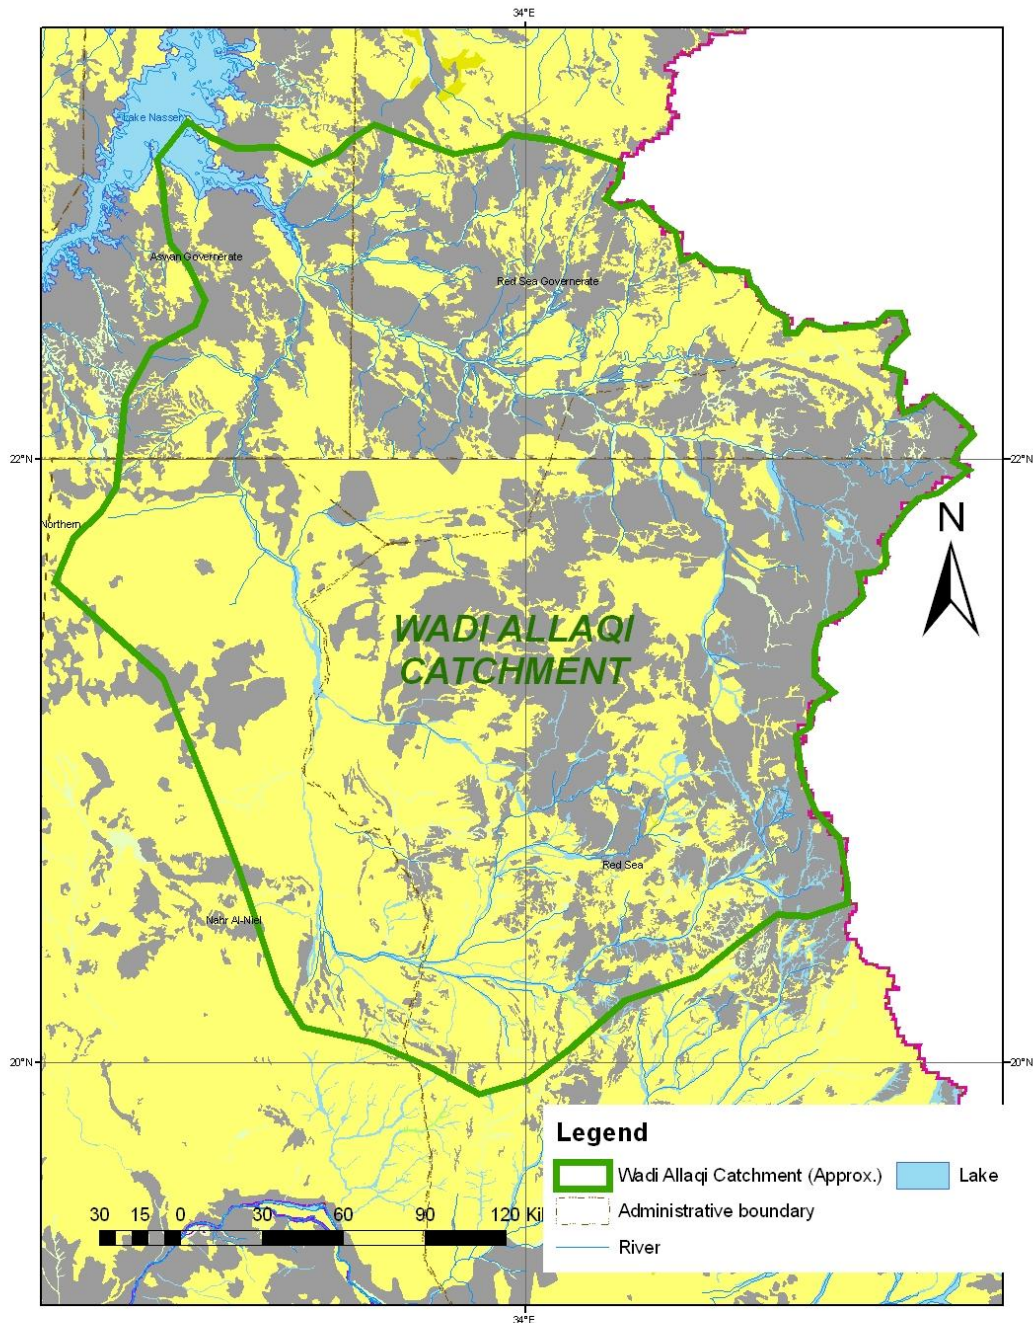 34°E
Lake Nasser
Aswan Governerate
Red Sea Governerate
22°N
22°N
Northern
N
WADI ALLAQI
CATCHMENT
Red Sea
Nahr Al-Niel
20°N
20°N
Legend
Wadi Allaqi Catchment (Approx.)
Lake
Administrative boundary
River
30 15 0 30 60 90 120 Ki
34°E